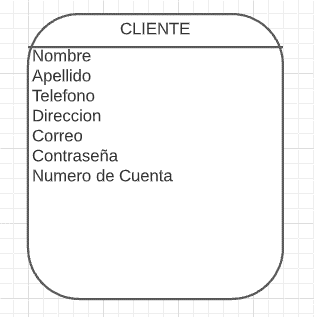 CLIENTE
Nombre
Apellido
Telefono
Direccion
Correo
Contraseña
Numero de Cuenta